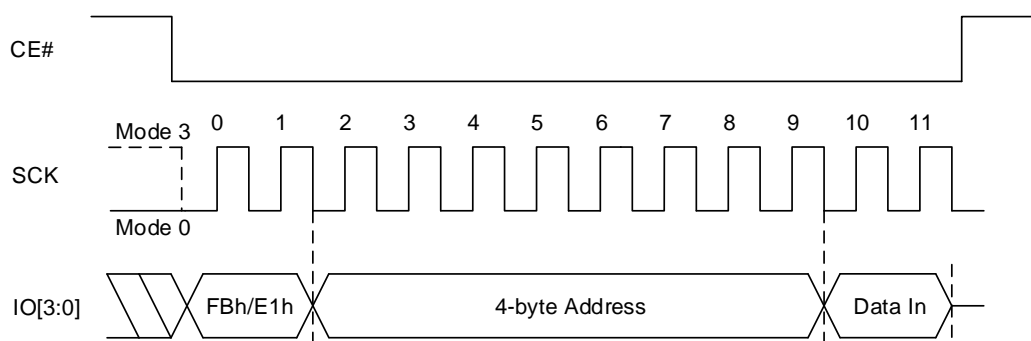 CE#
0 1 2 3 4 5 6 7 8 9 10 11
Mode 3
SCK
Mode 0
IO[3:0] FBh/E1h 4-byte Address Data In